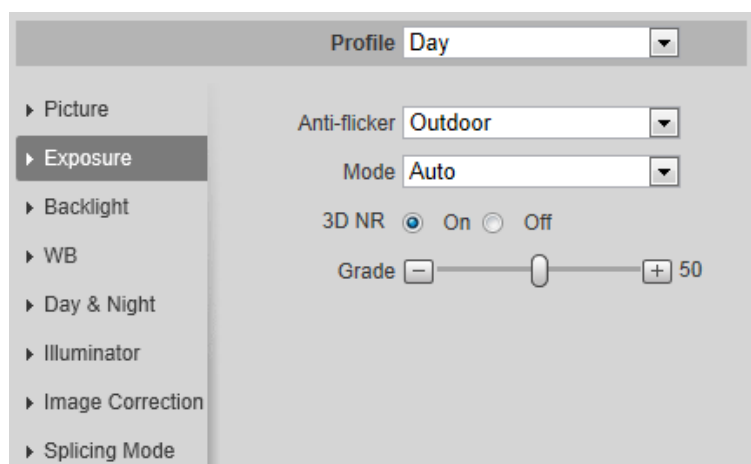 Profile Day
Picture
Exposure
Backlight
WB
Day & Night
Illuminator
Image Correction
Splicing Mode
Anti-flicker Outdoor
Mode Auto
3D NR On Off
Grade 50